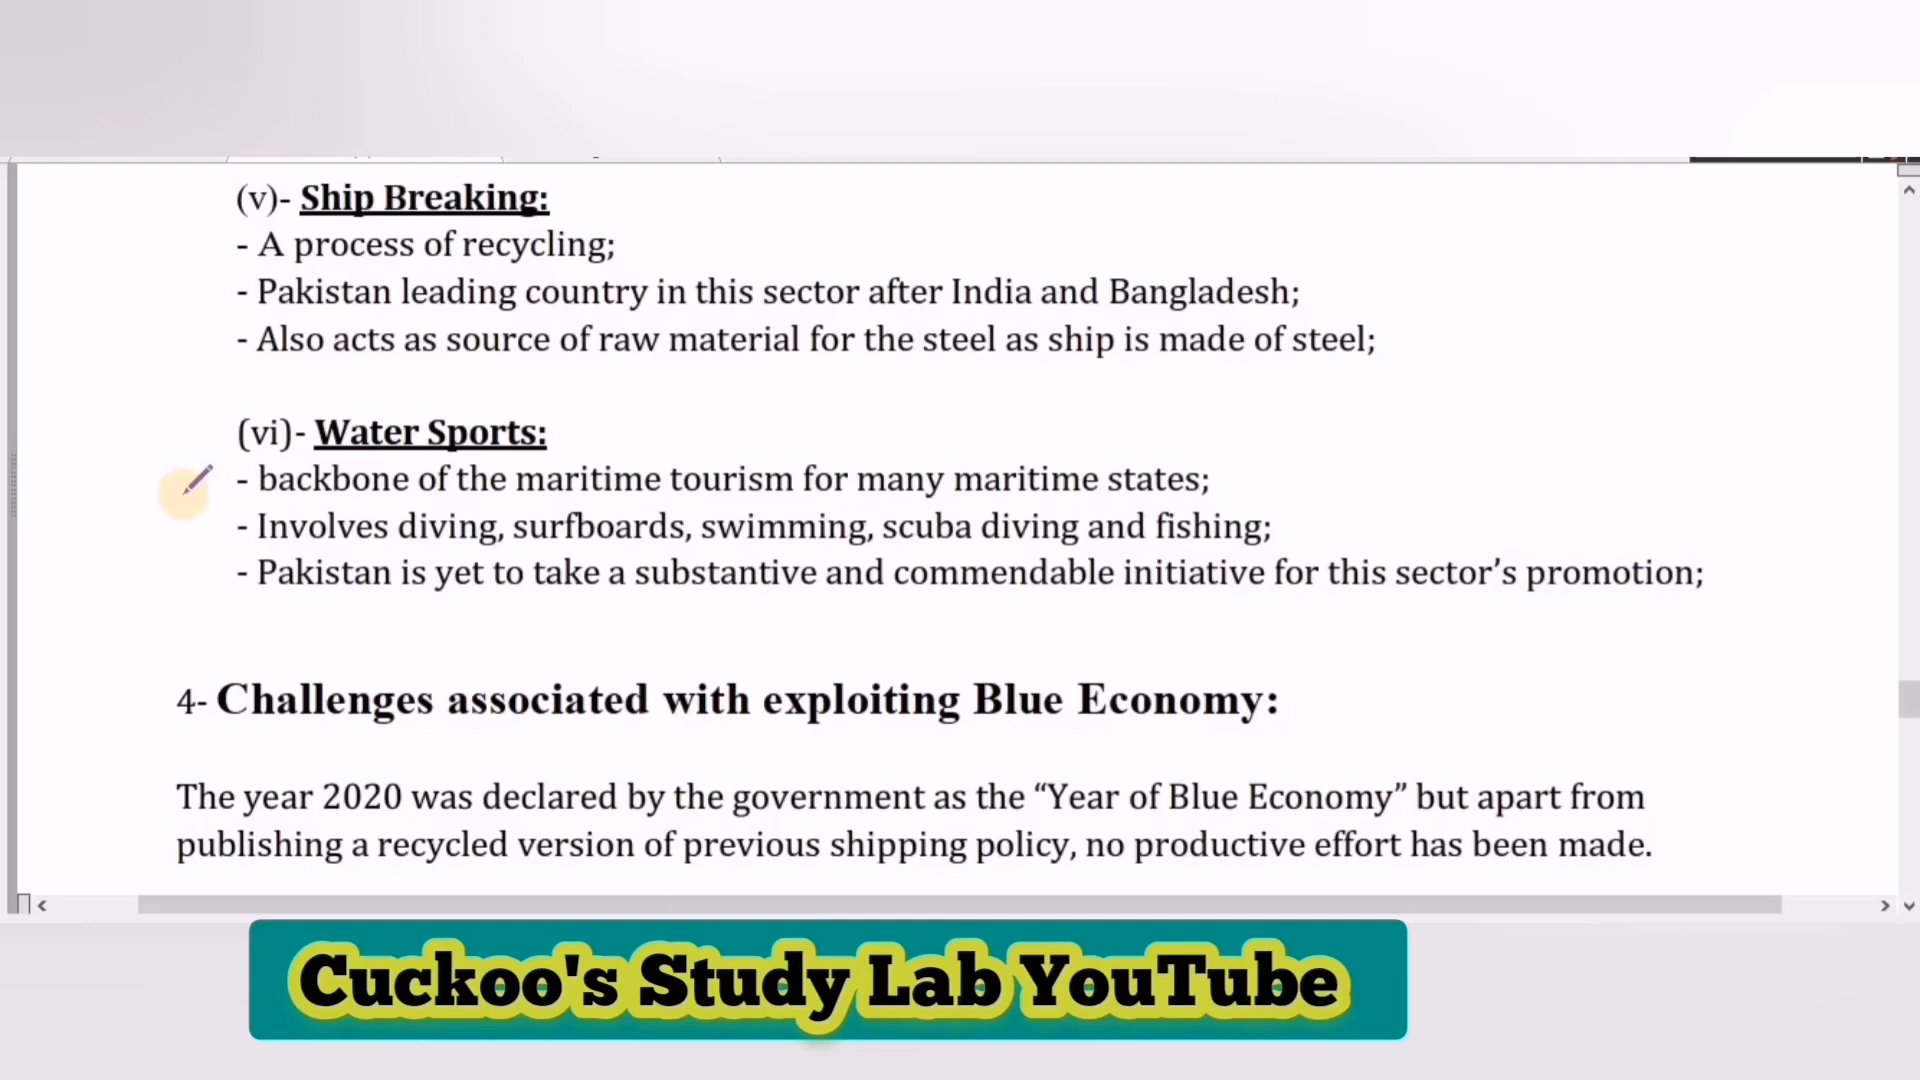 (v)- Ship Breaking:
- A process of recycling;
- Pakistan leading country in this sector after India and Bangladesh;
- Also acts as source of raw material for the steel as ship is made of steel;
(vi)- Water Sports:
- backbone of the maritime tourism for many maritime states;
- Involves diving, surfboards, swimming, scuba diving and fishing;
- Pakistan is yet to take a substantive and commendable initiative for this sector’s promotion;
4- Challenges associated with exploiting Blue Economy:
The year 2020 was declared by the government as the “Year of Blue Economy” but apart from
publishing a recycled version of previous shipping policy, no productive effort has been made.
Cuckoo's Study Lab YouTube